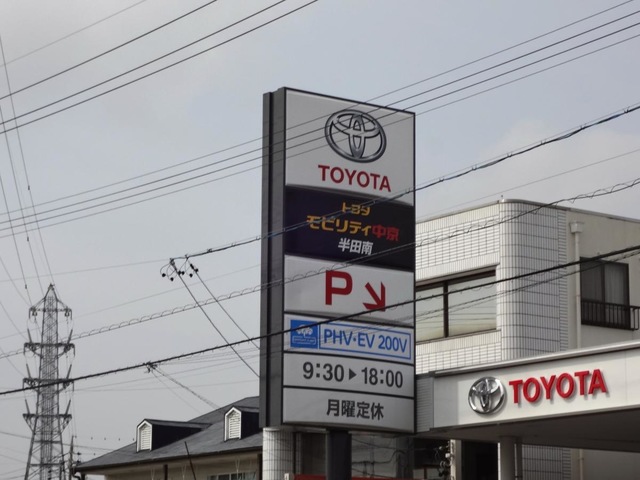 TOYOTA
トヨタ
モビリティ中京
半田南
P
PHV・EV 200V
9:30▶18:00
月曜定休
TOYOTA